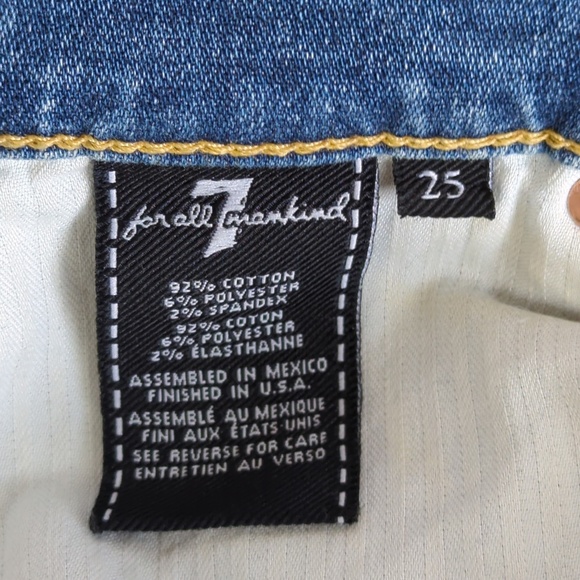 for all 7 mankind
25
92% COTTON
6% POLYESTER
2% SPANDEX
92% COTON
6% POLYESTER
2% ÉLASTHANNE
ASSEMBLED IN MEXICO
FINISHED IN U.S.A.
ASSEMBLÉ AU MEXIQUE
FINI AUX ÉTATS-UNIS
SEE REVERSE FOR CARE
ENTRETIEN AU VERSO